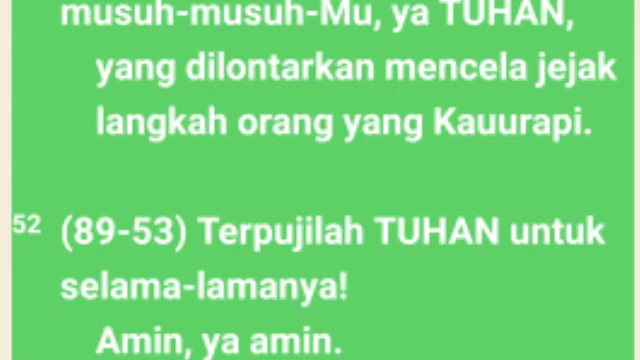 musuh-musuh-Mu, ya TUHAN,
yang dilontarkan mencela jejak
langkah orang yang Kauurapi.
52 (89-53) Terpujilah TUHAN untuk
selama-lamanya!
Amin, ya amin.